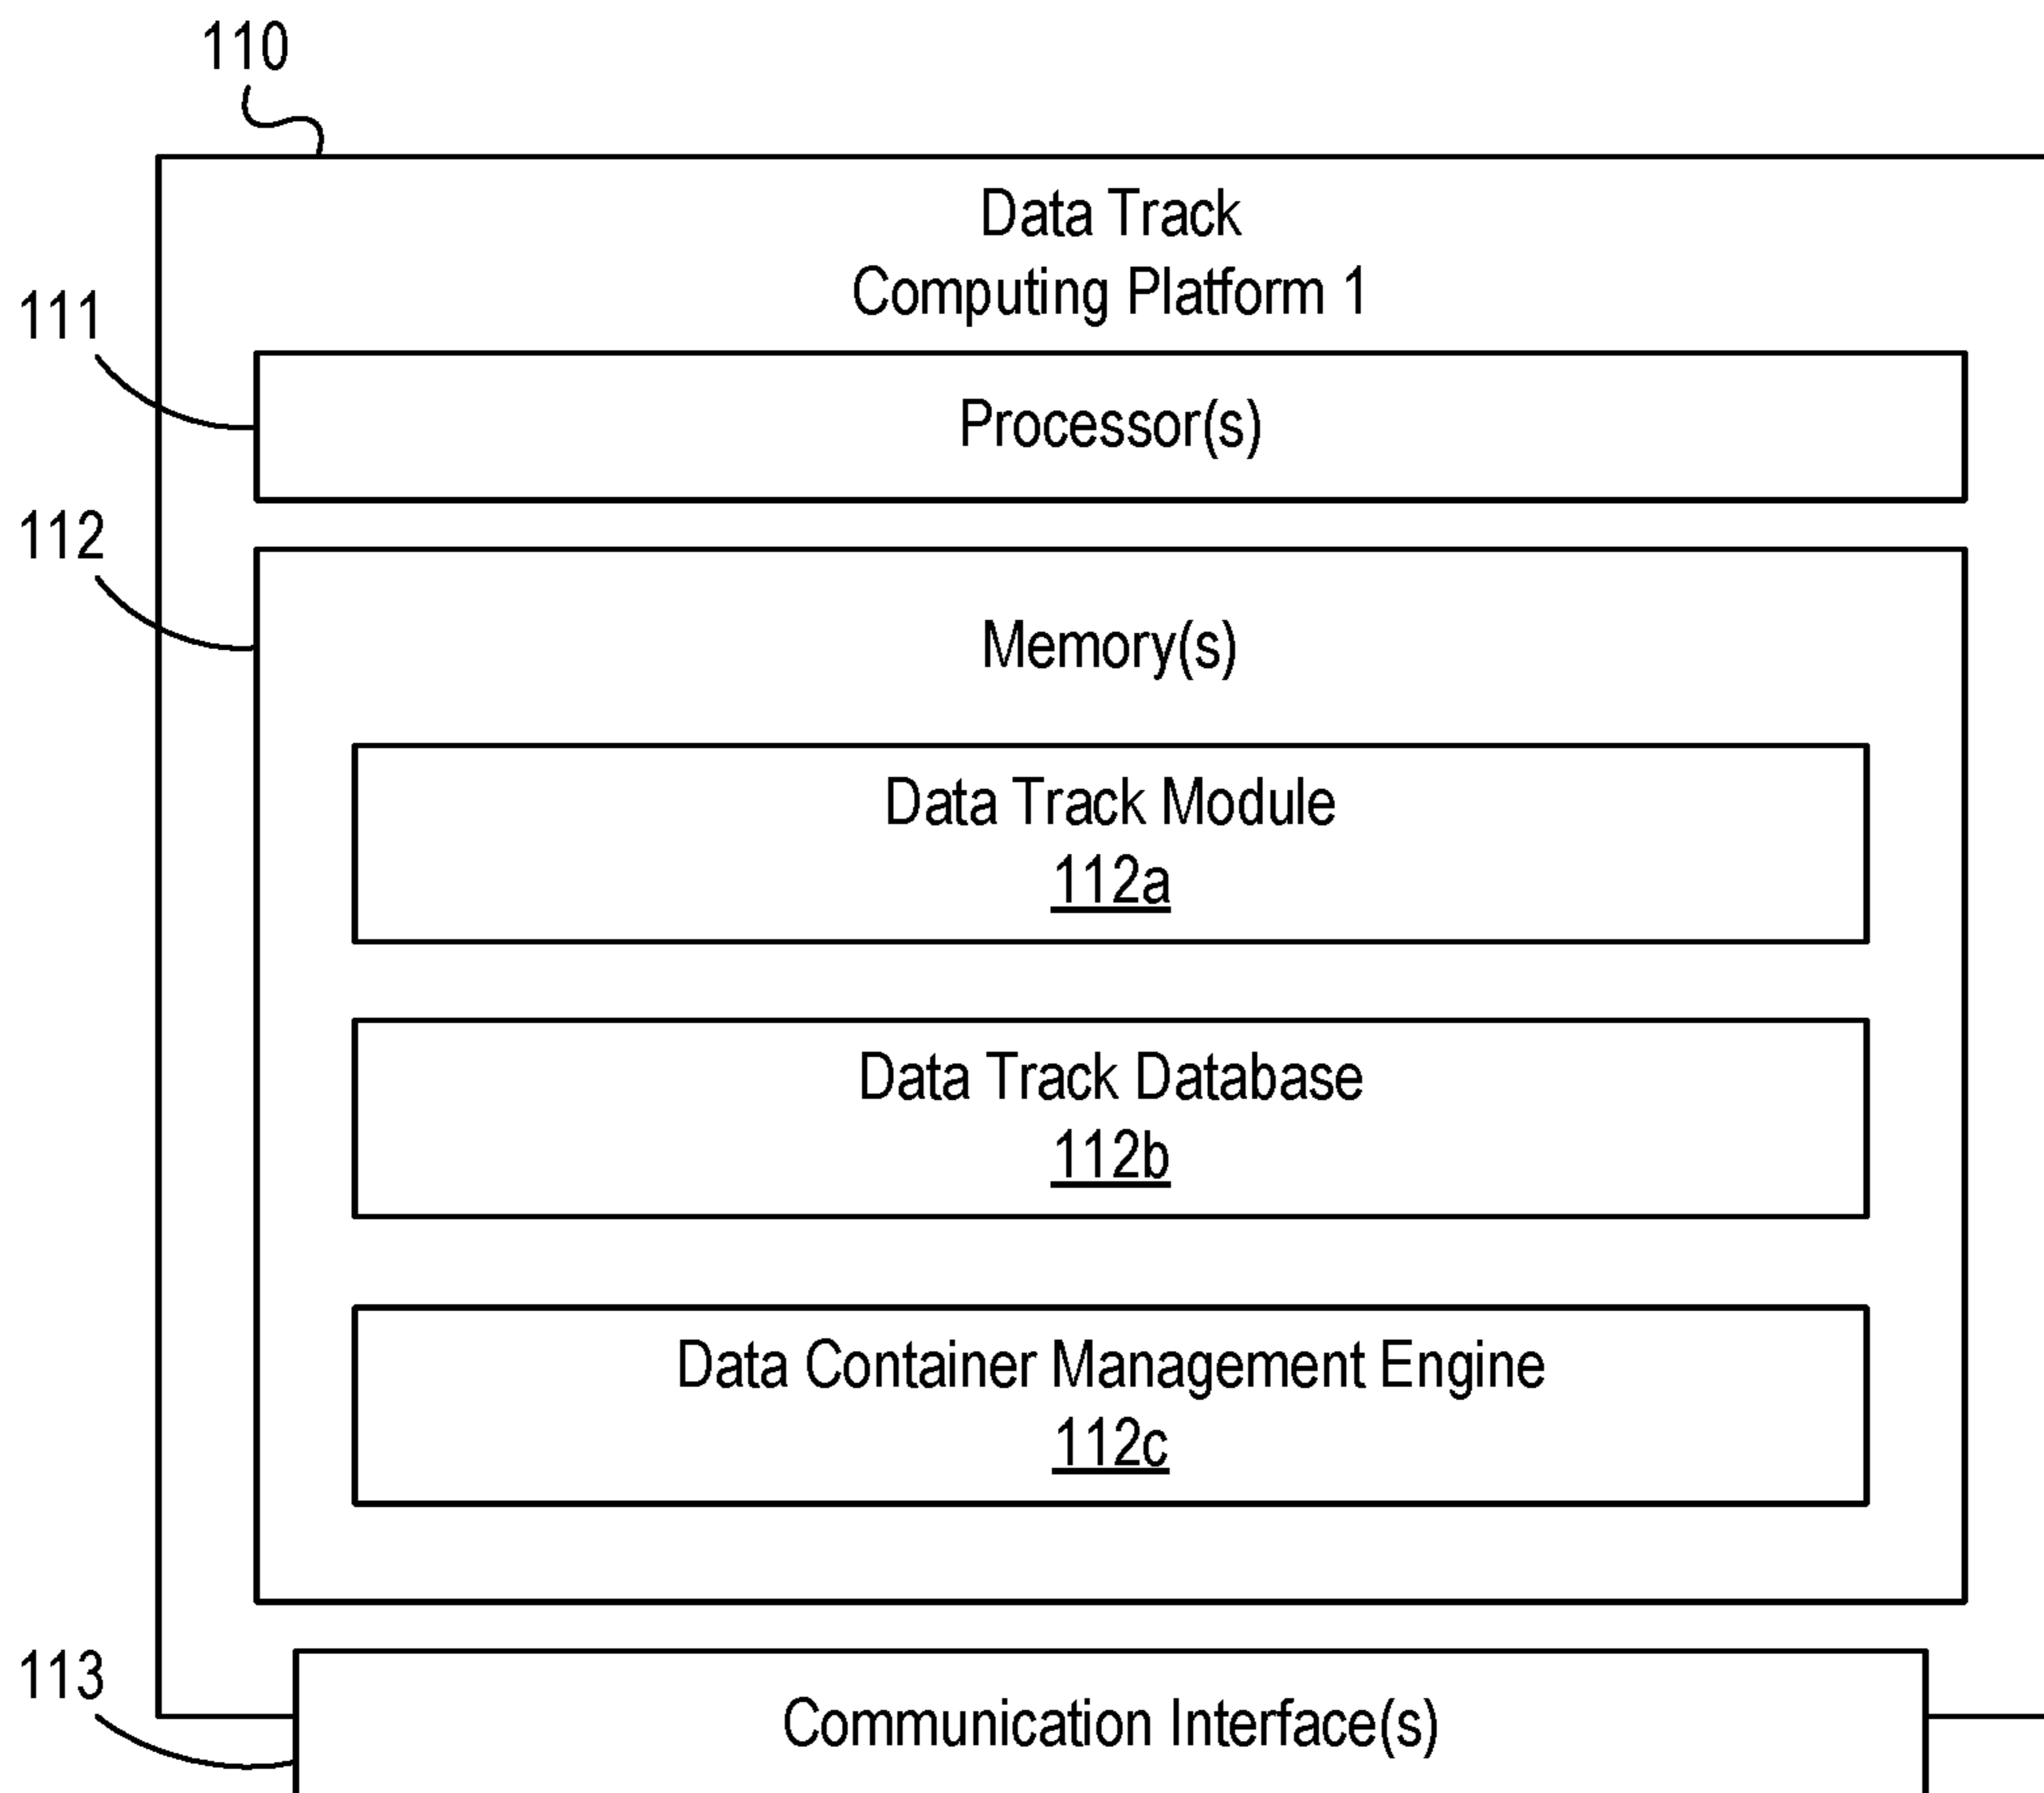 110
Data Track
Computing Platform 1
111
Processor(s)
112
Memory(s)
Data Track Module
112a
Data Track Database
112b
Data Container Management Engine
112c
113
Communication Interface(s)